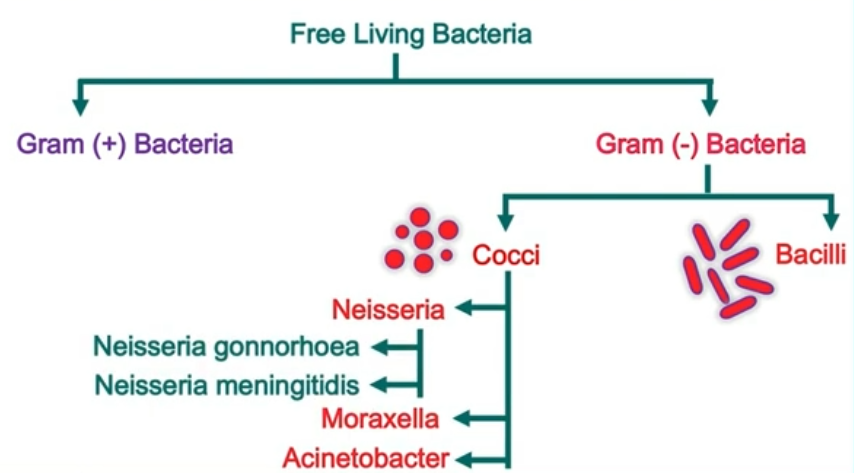 Free Living Bacteria
Gram (+) Bacteria
Gram (-) Bacteria
Cocci
Bacilli
Neisseria
Neisseria gonnorhoea
Neisseria meningitidis
Moraxella
Acinetobacter